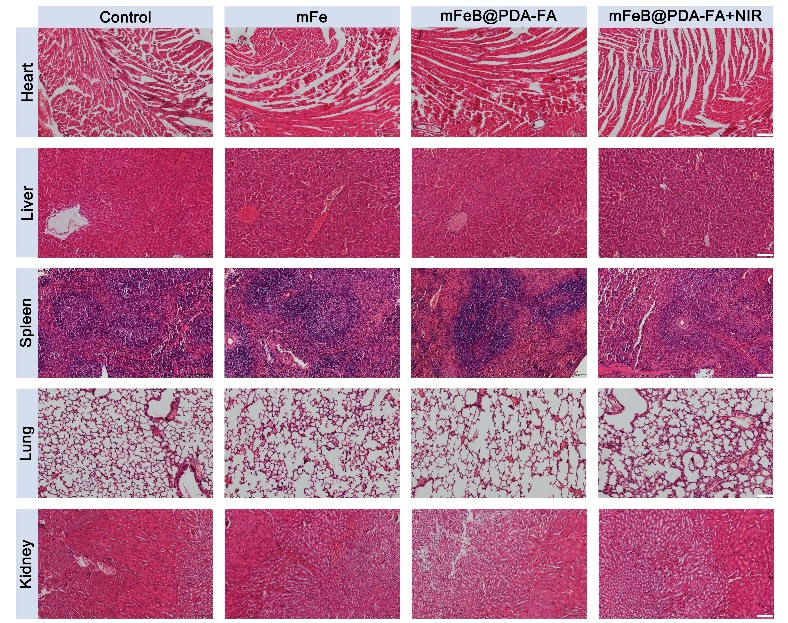 Control mFe mFeB@PDA-FA mFeB@PDA-FA+NIR
Heart
Liver
Spleen
Lung
Kidney